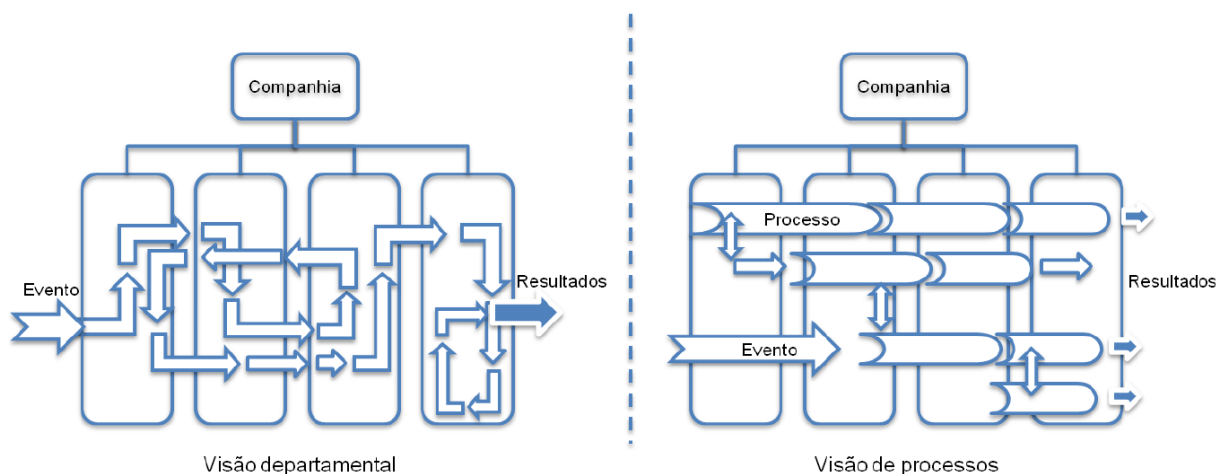 Companhia
Evento
Resultados
Visão departamental
Companhia
Processo
Evento
Resultados
Visão de processos